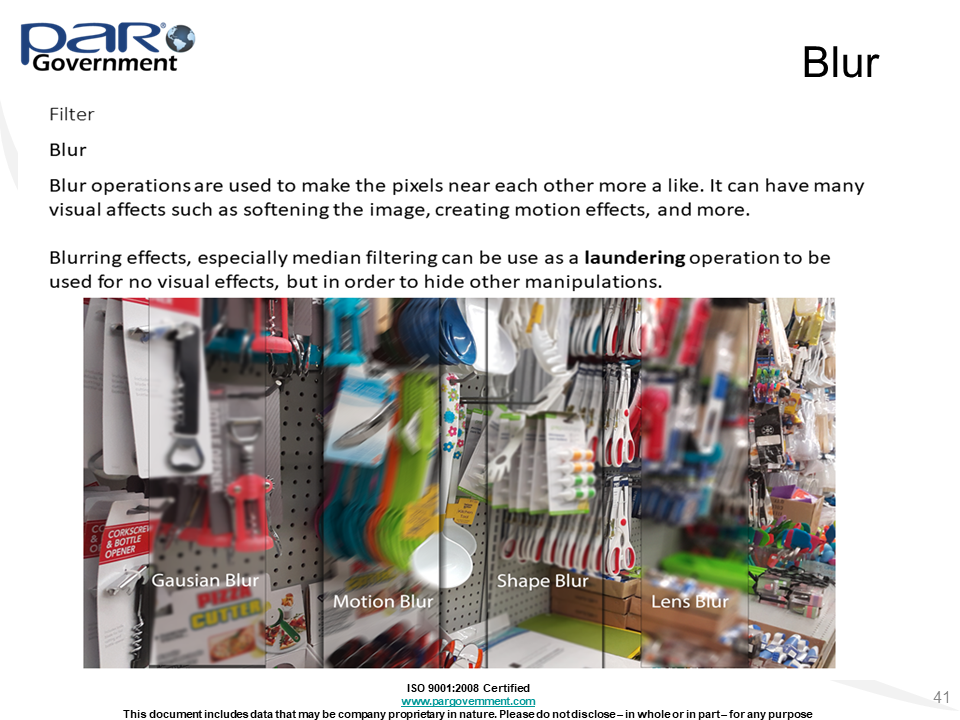 PAR®
Government
Blur
Filter
Blur
Blur operations are used to make the pixels near each other more a like. It can have many
visual affects such as softening the image, creating motion effects, and more.
Blurring effects, especially median filtering can be use as a laundering operation to be
used for no visual effects, but in order to hide other manipulations.
CORKSCREW
& BOTTLE
OPENER
Gausian Blur
PIZZA
CUTTER
Motion Blur
Shape Blur
Lens Blur
ISO 9001:2008 Certified
www.pargovernment.com
This document includes data that may be company proprietary in nature. Please do not disclose – in whole or in part – for any purpose
41